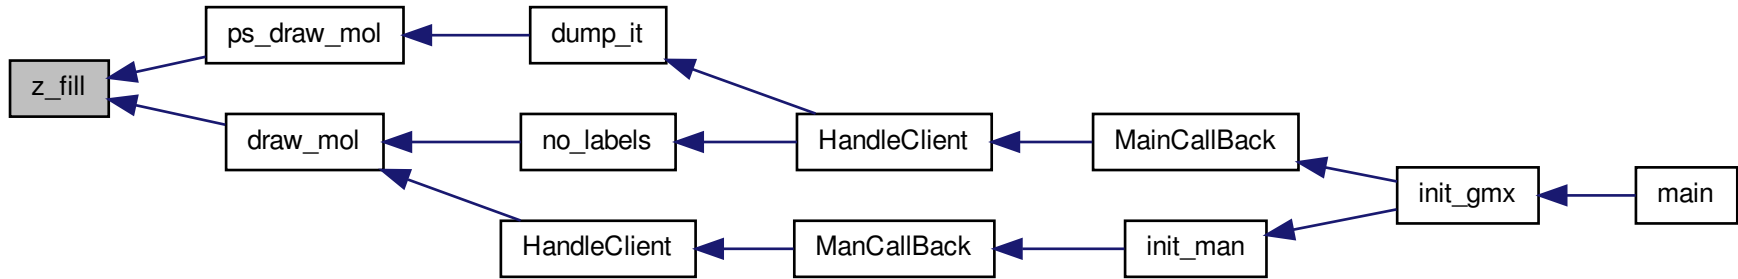 z_fill
ps_draw_mol
dump_it
draw_mol
no_labels
HandleClient
MainCallBack
HandleClient
ManCallBack
init_man
init_gmx
main